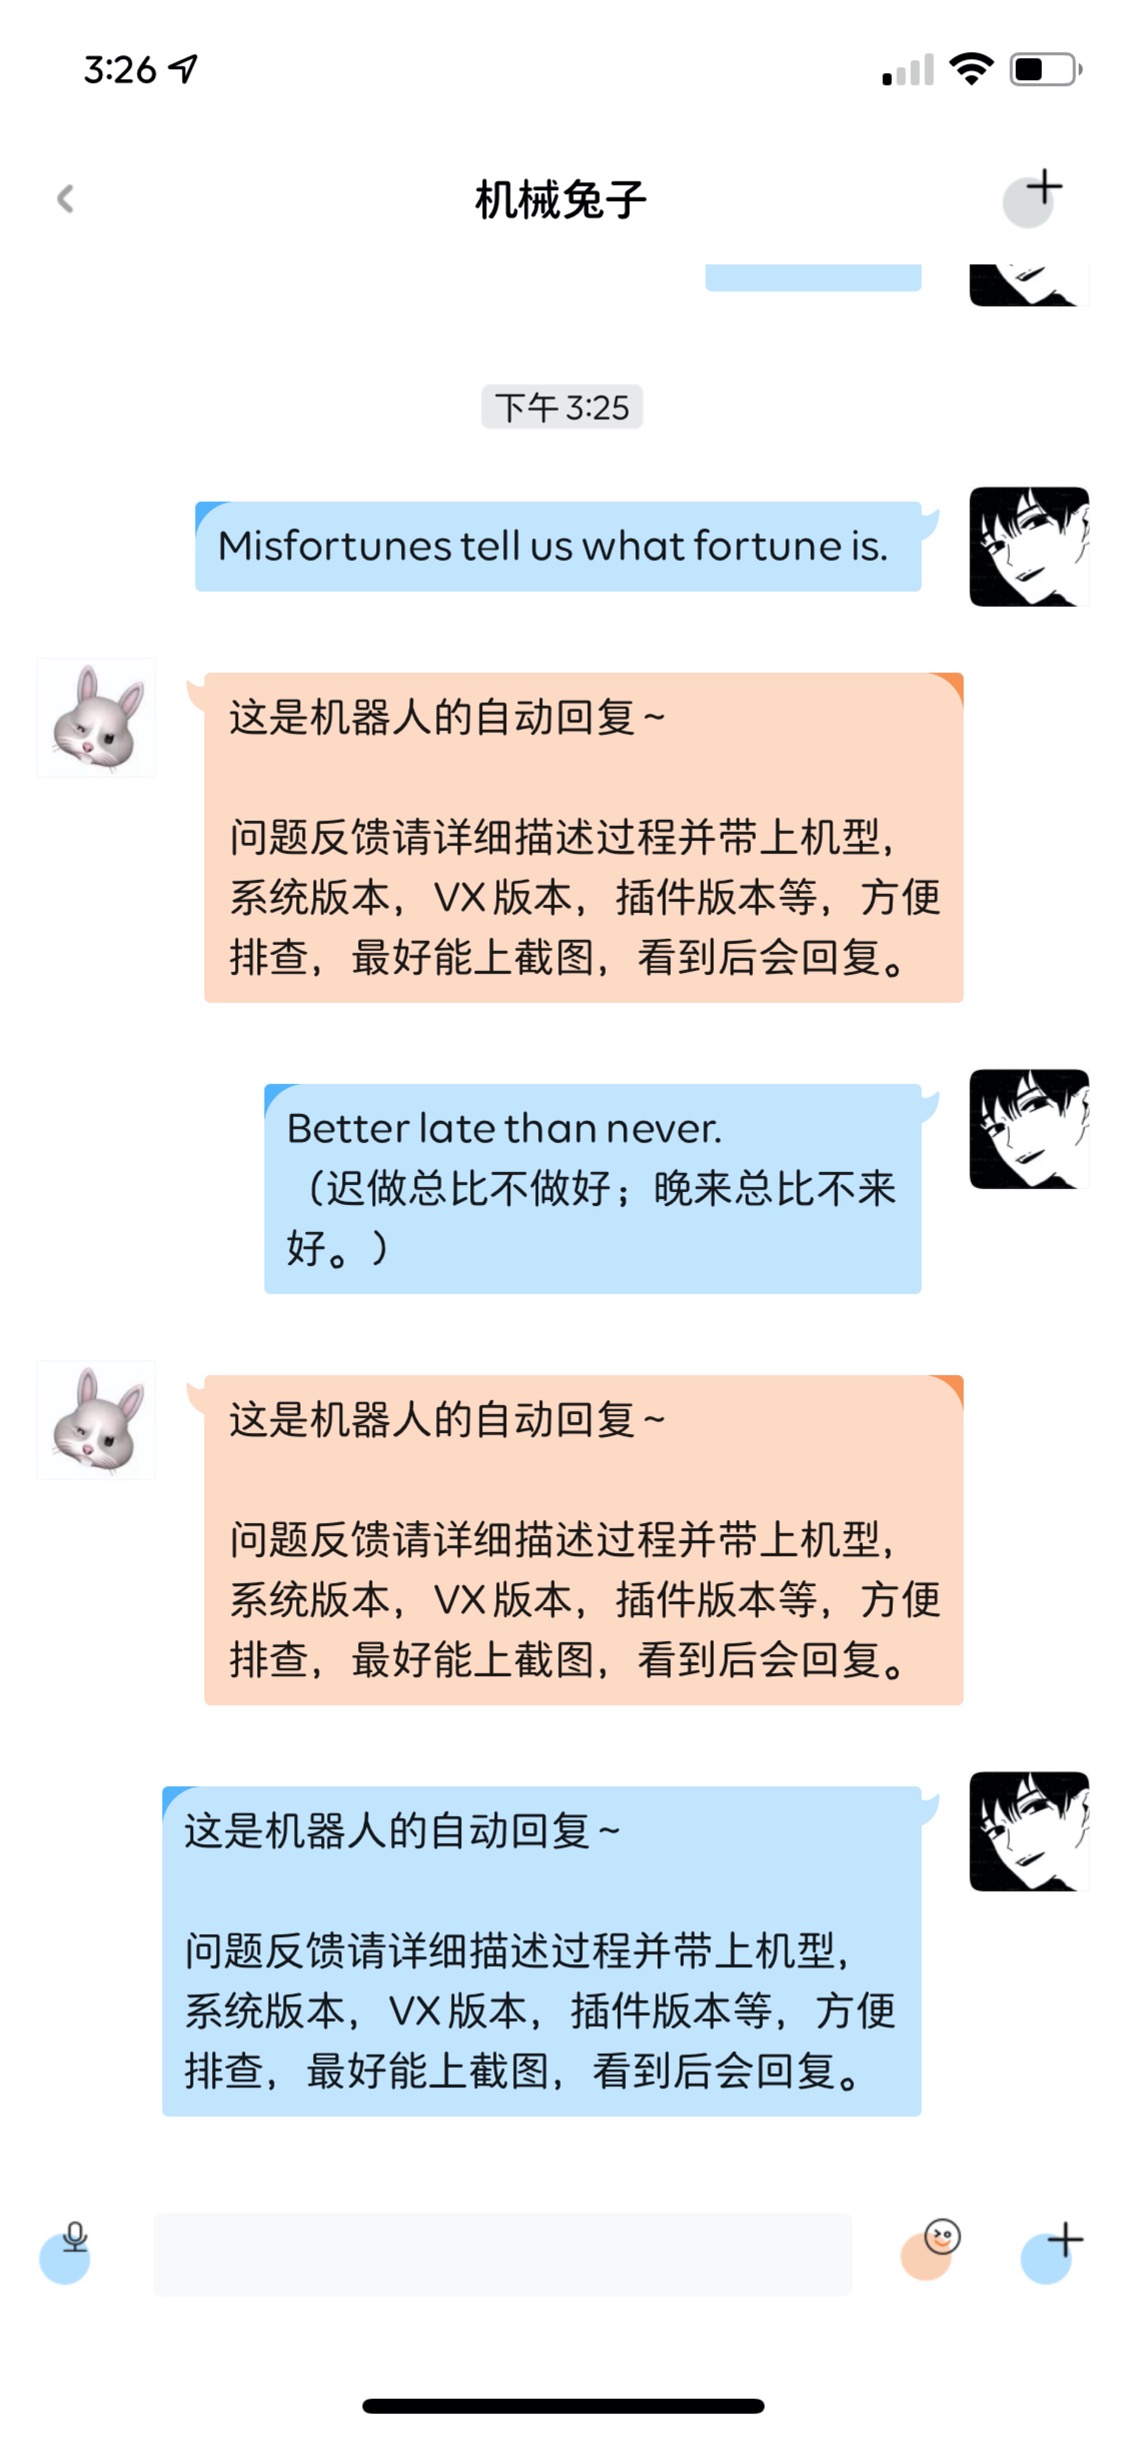 3:26
机械兔子
下午 3:25
Misfortunes tell us what fortune is.
这是机器人的自动回复~
问题反馈请详细描述过程并带上机型，
系统版本，VX版本，插件版本等，方便
排查，最好能上截图，看到后会回复。
Better late than never.
（迟做总比不做好；晚来总比不来
好。）
这是机器人的自动回复~
问题反馈请详细描述过程并带上机型，
系统版本，VX版本，插件版本等，方便
排查，最好能上截图，看到后会回复。
这是机器人的自动回复~
问题反馈请详细描述过程并带上机型，
系统版本，VX版本，插件版本等，方便
排查，最好能上截图，看到后会回复。